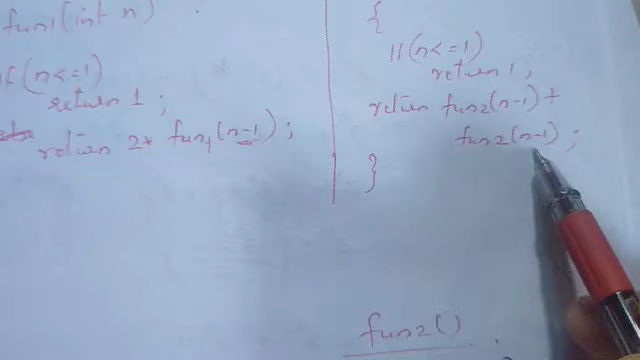 fun1(int n)
if(n<=1)
return 1;
return 2* fun1(n-1);
{
if(n<=1)
return 1;
return fun2(n-1)+
fun2(n-1);
}
fun2()